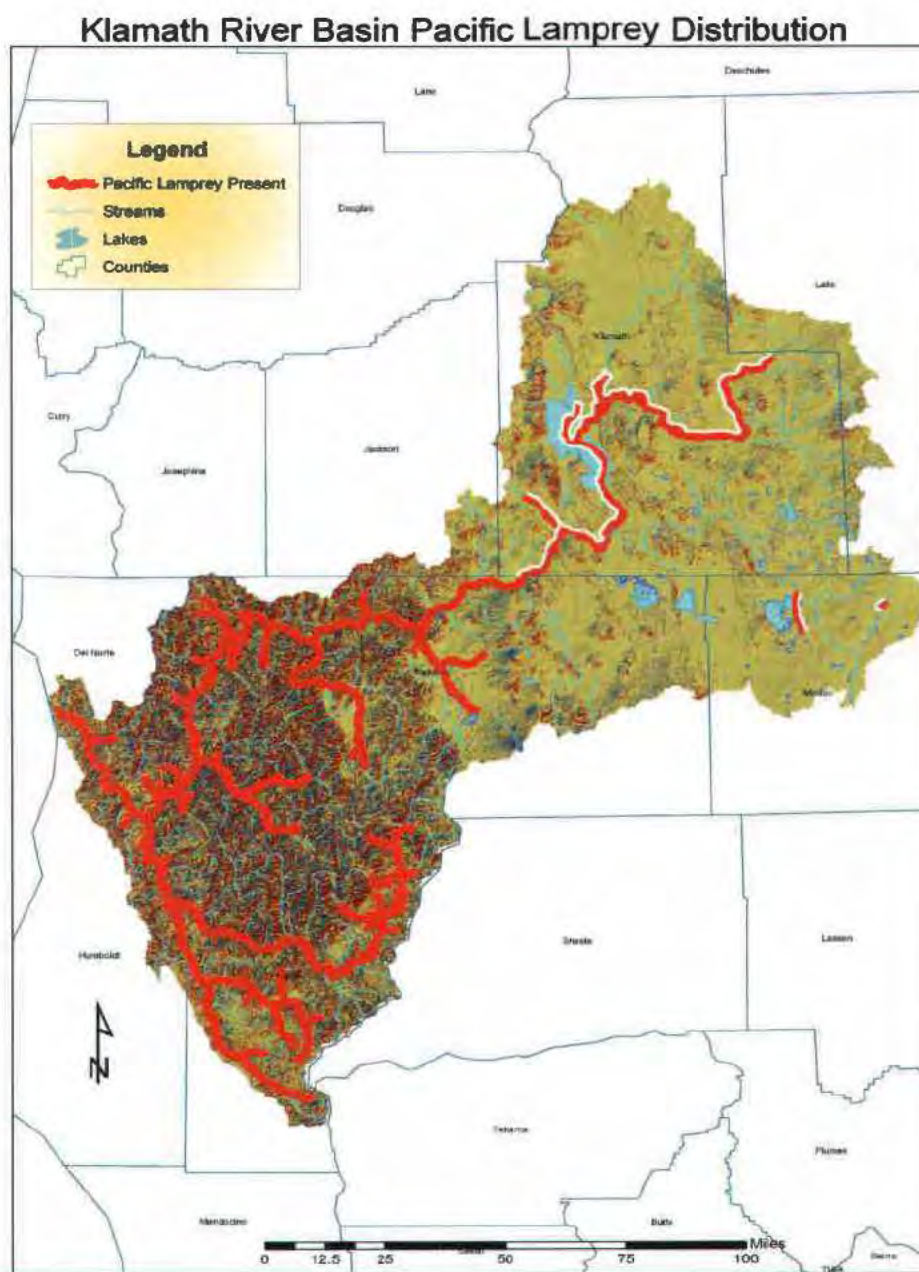 Klamath River Basin Pacific Lamprey Distribution
Deschutes
Lane
Legend
Pacific Lamprey Present
Streams
Lakes
Counties
Douglas
Lake
Klamath
Curry
Josephine
Jackson
Del Norte
Modoc
Humboldt
Shasta
Lassen
N
Tehama
Plumas
Mendocino
Butte
Miles
0 12.5 25 50 75 100